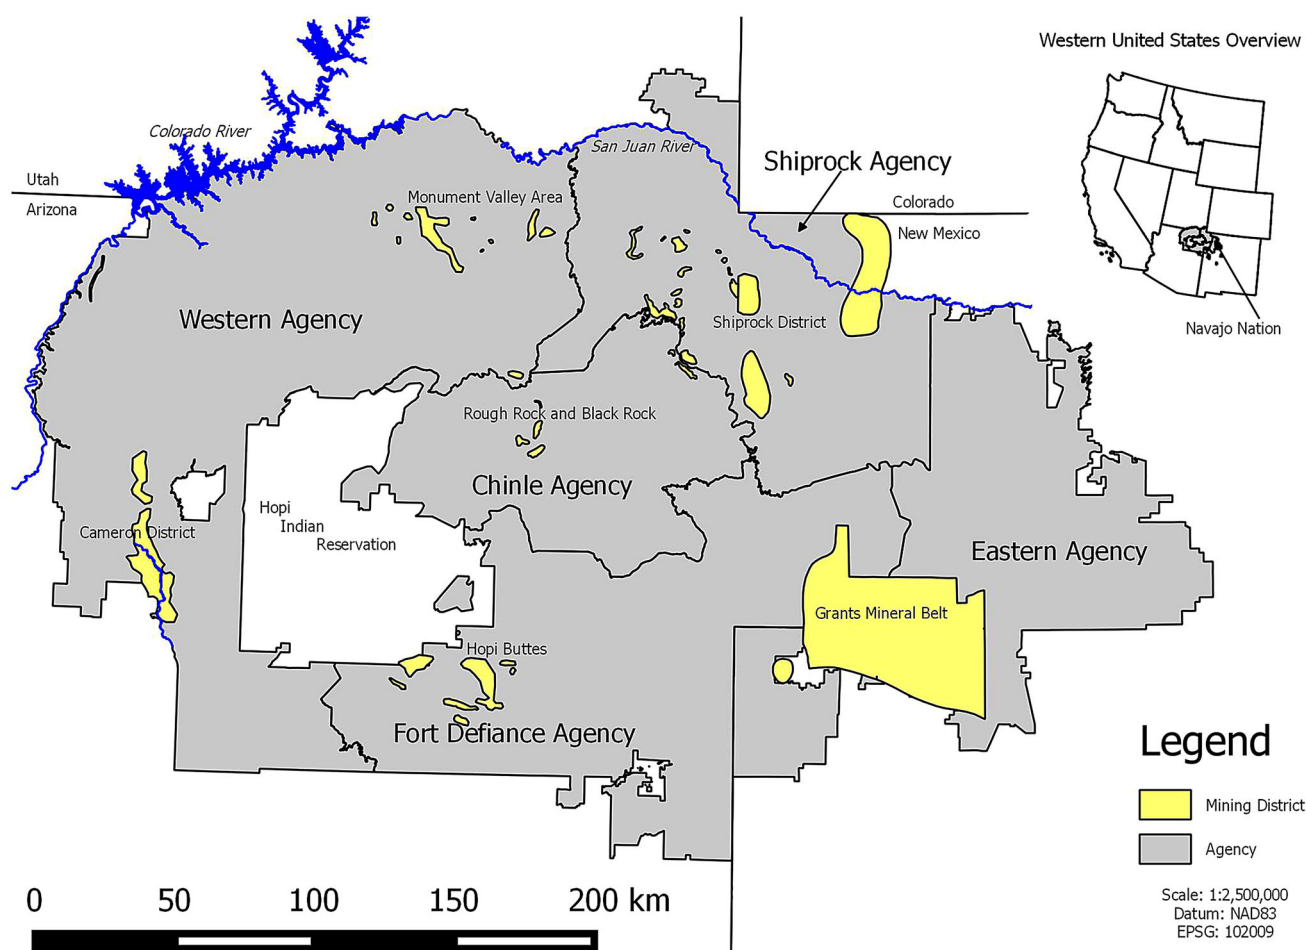 Western United States Overview
Colorado River
San Juan River
Shiprock Agency
Utah
Arizona
Monument Valley Area
Colorado
New Mexico
Western Agency
Shiprock District
Navajo Nation
Rough Rock and Black Rock
Chinle Agency
Hopi
Indian
Reservation
Cameron District
Eastern Agency
Grants Mineral Belt
Hopi Buttes
Fort Defiance Agency
Legend
Mining District
Agency
0 50 100 150 200 km
Scale: 1:2,500,000
Datum: NAD83
EPSG: 102009